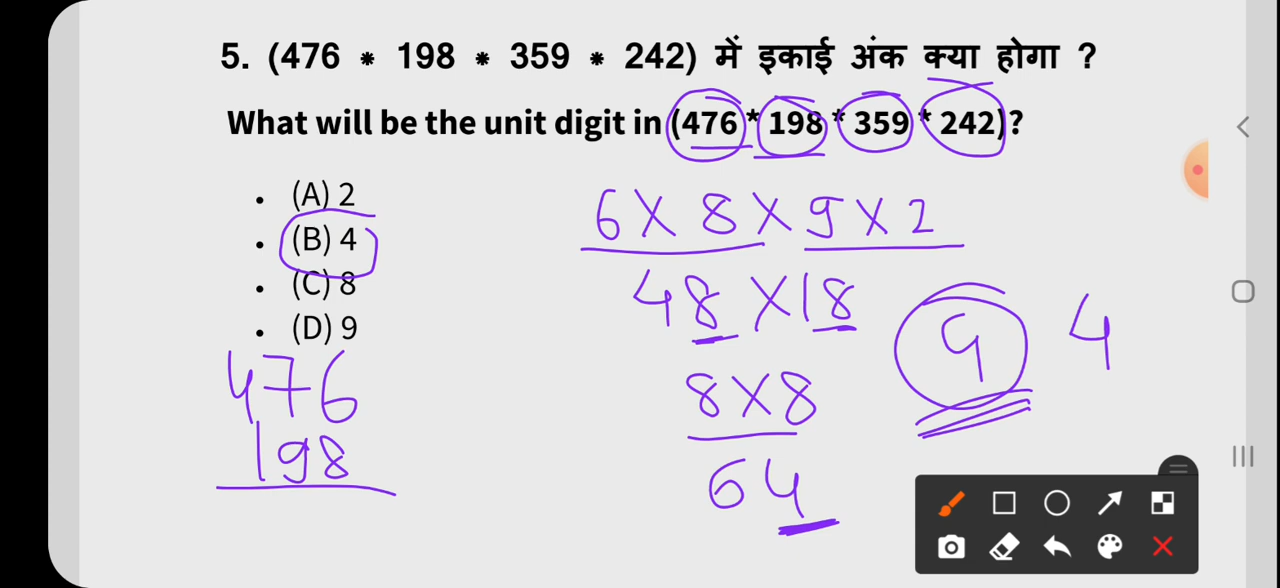 5. (476 * 198 * 359 * 242) में इकाई अंक क्या होगा ?
What will be the unit digit in (476 * 198 * 359 * 242)?
• (A) 2
• (B) 4
• (C) 8
• (D) 9
6 X 8 X 9 X 2
48 X 18
8 X 8
64
4 4
476
198